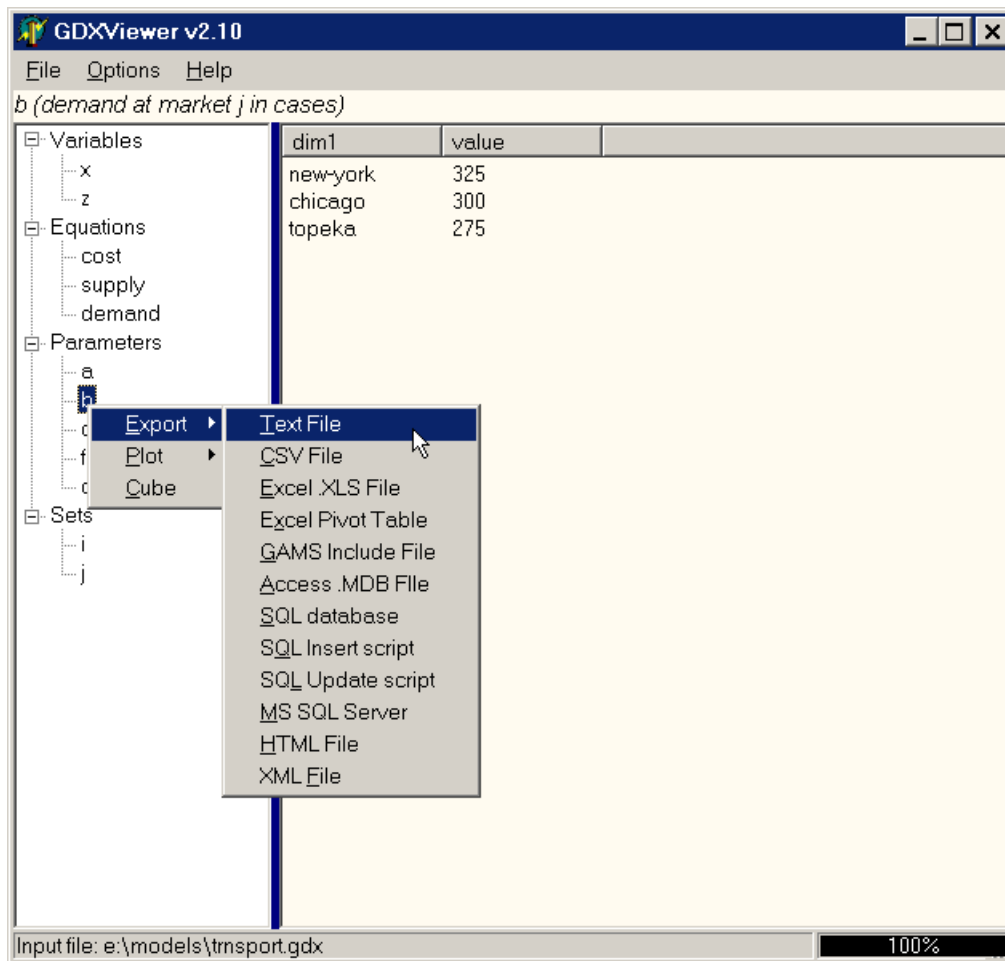 GDXViewer v2.10
File Options Help
b (demand at market j in cases)
Variables
x
z
Equations
cost
supply
demand
Parameters
a
b
f
Sets
i
j
dim1 value
new-york 325
chicago 300
topeka 275
Export
Plot
Cube
Text File
CSV File
Excel .XLS File
Excel Pivot Table
GAMS Include File
Access .MDB FIle
SQL database
SQL Insert script
SQL Update script
MS SQL Server
HTML File
XML File
Input file: e:\models\trnsport.gdx
100%